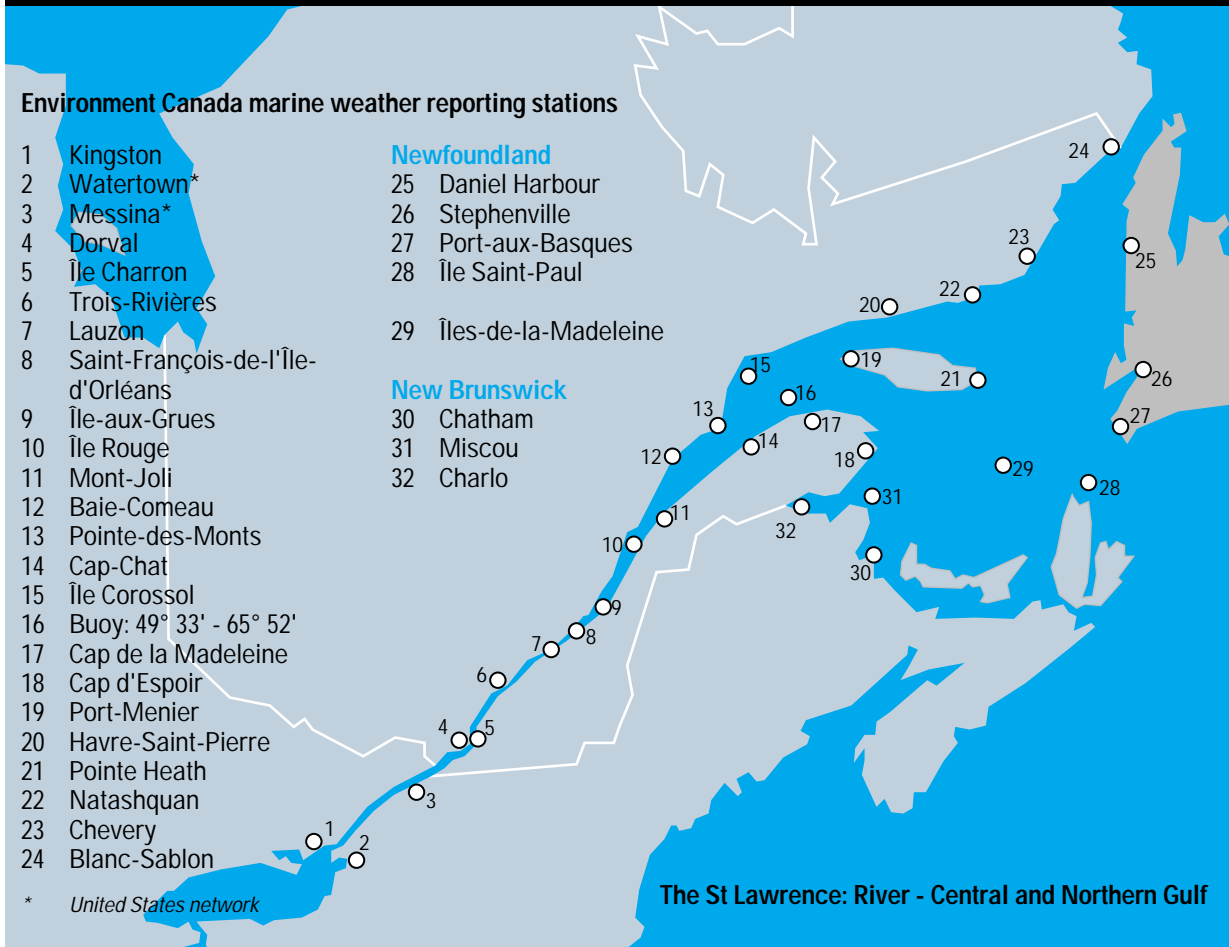 Environment Canada marine weather reporting stations
1 Kingston
2 Watertown*
3 Messina*
4 Dorval
5 Île Charron
6 Trois-Rivières
7 Lauzon
8 Saint-François-de-l'Île-
d'Orléans
9 Île-aux-Grues
10 Île Rouge
11 Mont-Joli
12 Baie-Comeau
13 Pointe-des-Monts
14 Cap-Chat
15 Île Corossol
16 Buoy: 49° 33' - 65° 52'
17 Cap de la Madeleine
18 Cap d'Espoir
19 Port-Menier
20 Havre-Saint-Pierre
21 Pointe Heath
22 Natashquan
23 Chevery
24 Blanc-Sablon
* United States network
Newfoundland
25 Daniel Harbour
26 Stephenville
27 Port-aux-Basques
28 Île Saint-Paul
29 Îles-de-la-Madeleine
New Brunswick
30 Chatham
31 Miscou
32 Charlo
24
23
25
22
20
19
15
21
26
16
13
17
27
14
12
18
29
28
31
11
32
10
30
9
8
7
6
4
5
3
1
2
The St Lawrence: River - Central and Northern Gulf